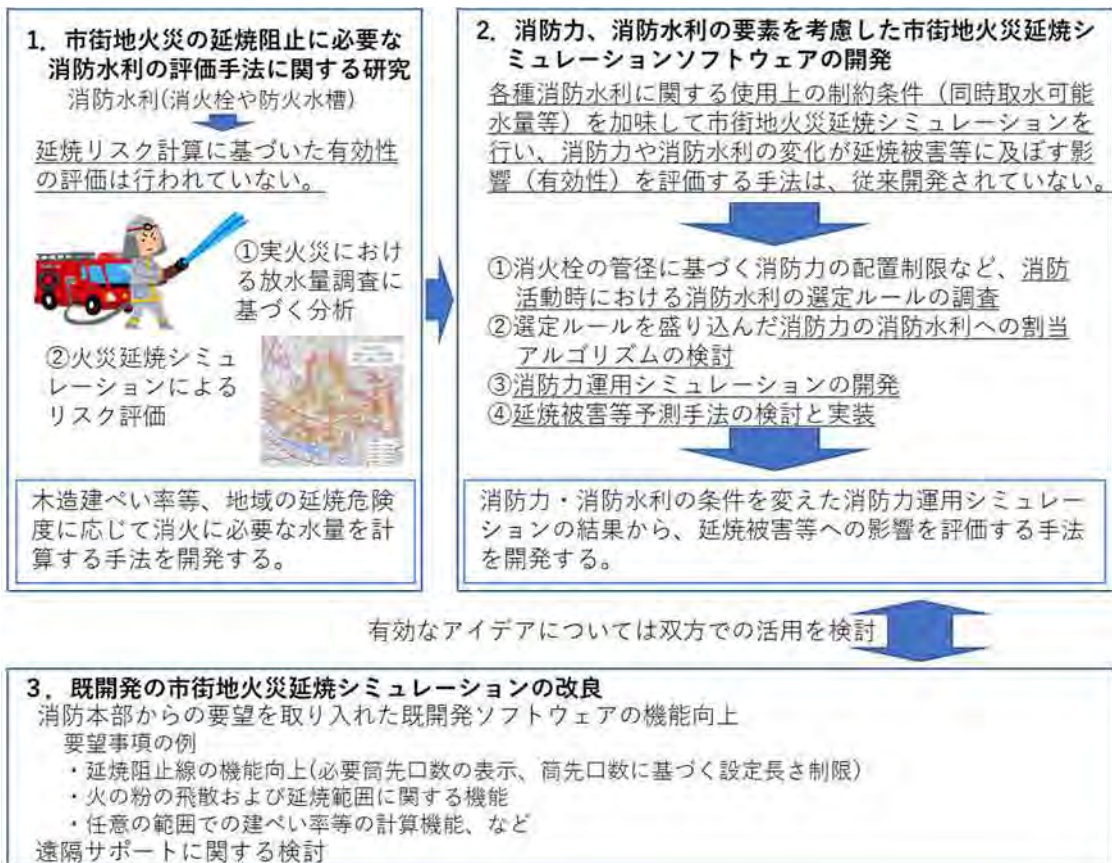 1．市街地火災の延焼阻止に必要な
消防水利の評価手法に関する研究
消防水利(消火栓や防火水槽)
延焼リスク計算に基づいた有効性
の評価は行われていない。
①実火災における放水量調査に
基づく分析
②火災延焼シミュ
レーションによる
リスク評価
木造建ぺい率等、地域の延焼危険
度に応じて消火に必要な水量を計
算する手法を開発する。
2．消防力、消防水利の要素を考慮した市街地火災延焼シ
ミュレーションソフトウェアの開発
各種消防水利に関する使用上の制約条件（同時取水可能
水量等）を加味して市街地火災延焼シミュレーションを
行い、消防力や消防水利の変化が延焼被害等に及ぼす影
響（有効性）を評価する手法は、従来開発されていない。
①消火栓の管径に基づく消防力の配置制限など、消防
活動時における消防水利の選定ルールの調査
②選定ルールを盛り込んだ消防力の消防水利への割当
アルゴリズムの検討
③消防力運用シミュレーションの開発
④延焼被害等予測手法の検討と実装
消防力・消防水利の条件を変えた消防力運用シミュレー
ションの結果から、延焼被害等への影響を評価する手法
を開発する。
有効なアイデアについては双方での活用を検討
3．既開発の市街地火災延焼シミュレーションの改良
消防本部からの要望を取り入れた既開発ソフトウェアの機能向上
要望事項の例
・延焼阻止線の機能向上(必要筒先口数の表示、筒先口数に基づく設定長さ制限)
・火の粉の飛散および延焼範囲に関する機能
・任意の範囲での建ぺい率等の計算機能、など
遠隔サポートに関する検討